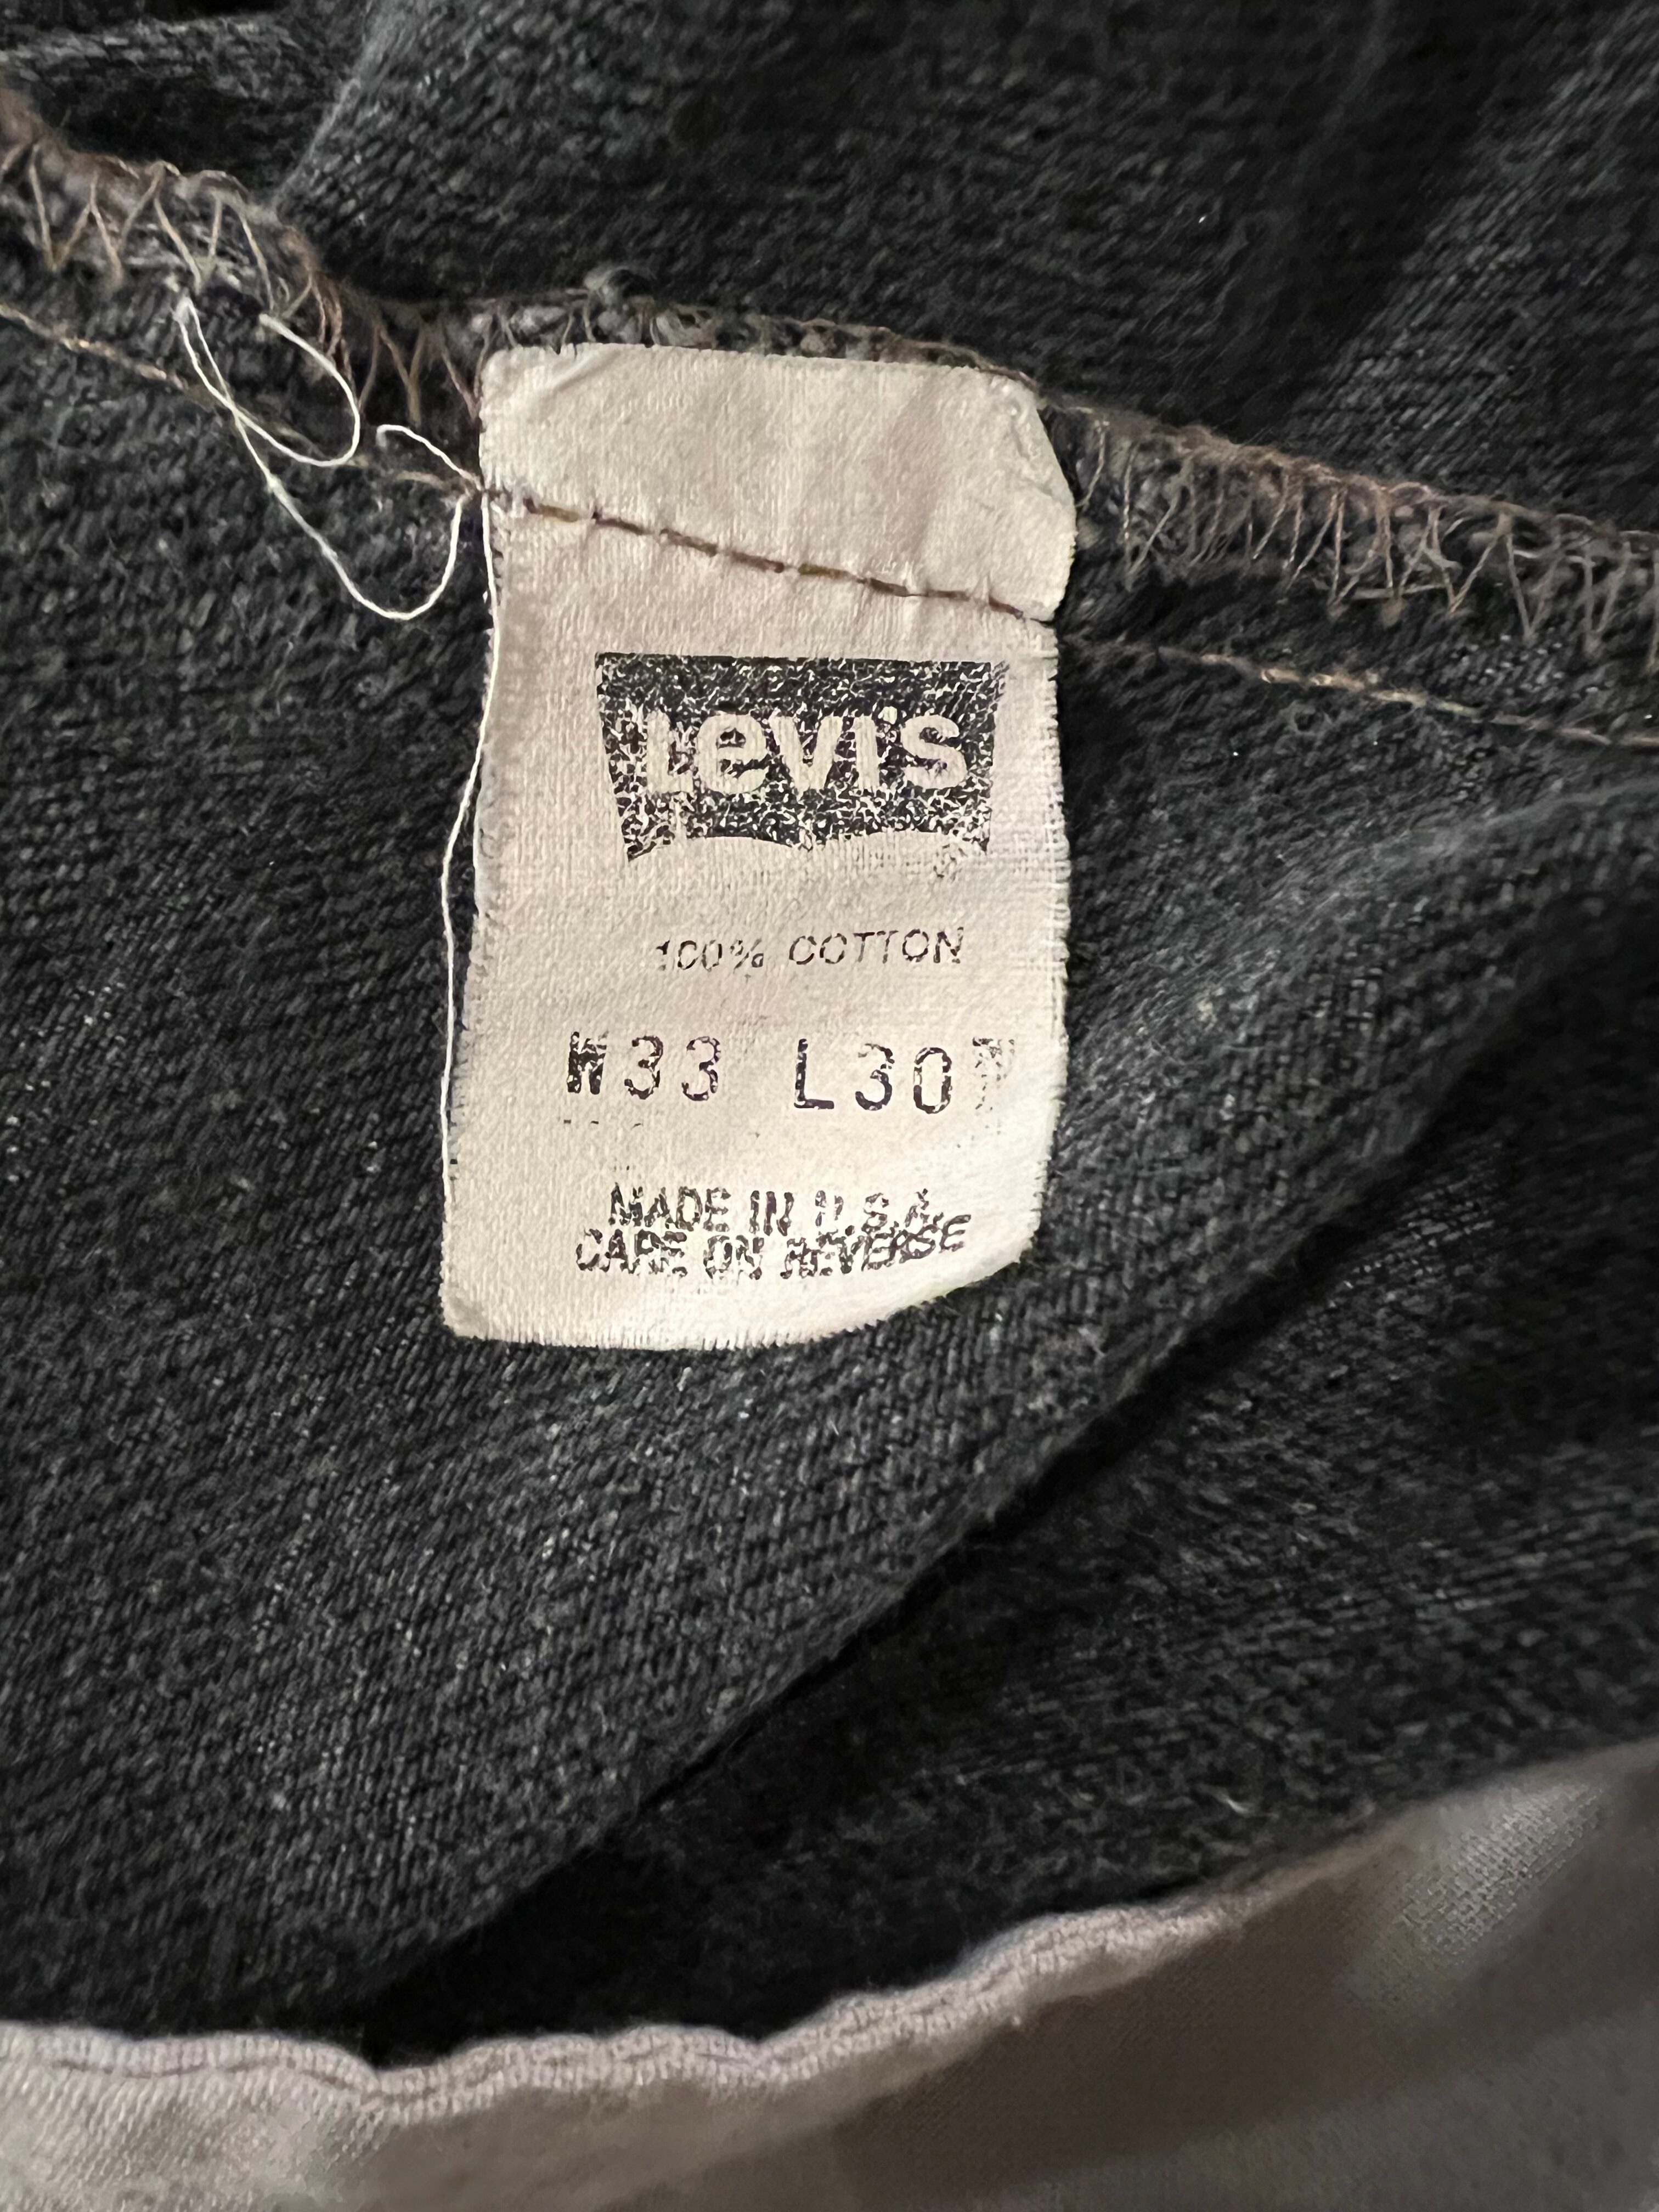 Levi's
100% COTTON
W33 L30
MADE IN U.S.A.
CARE ON REVERSE